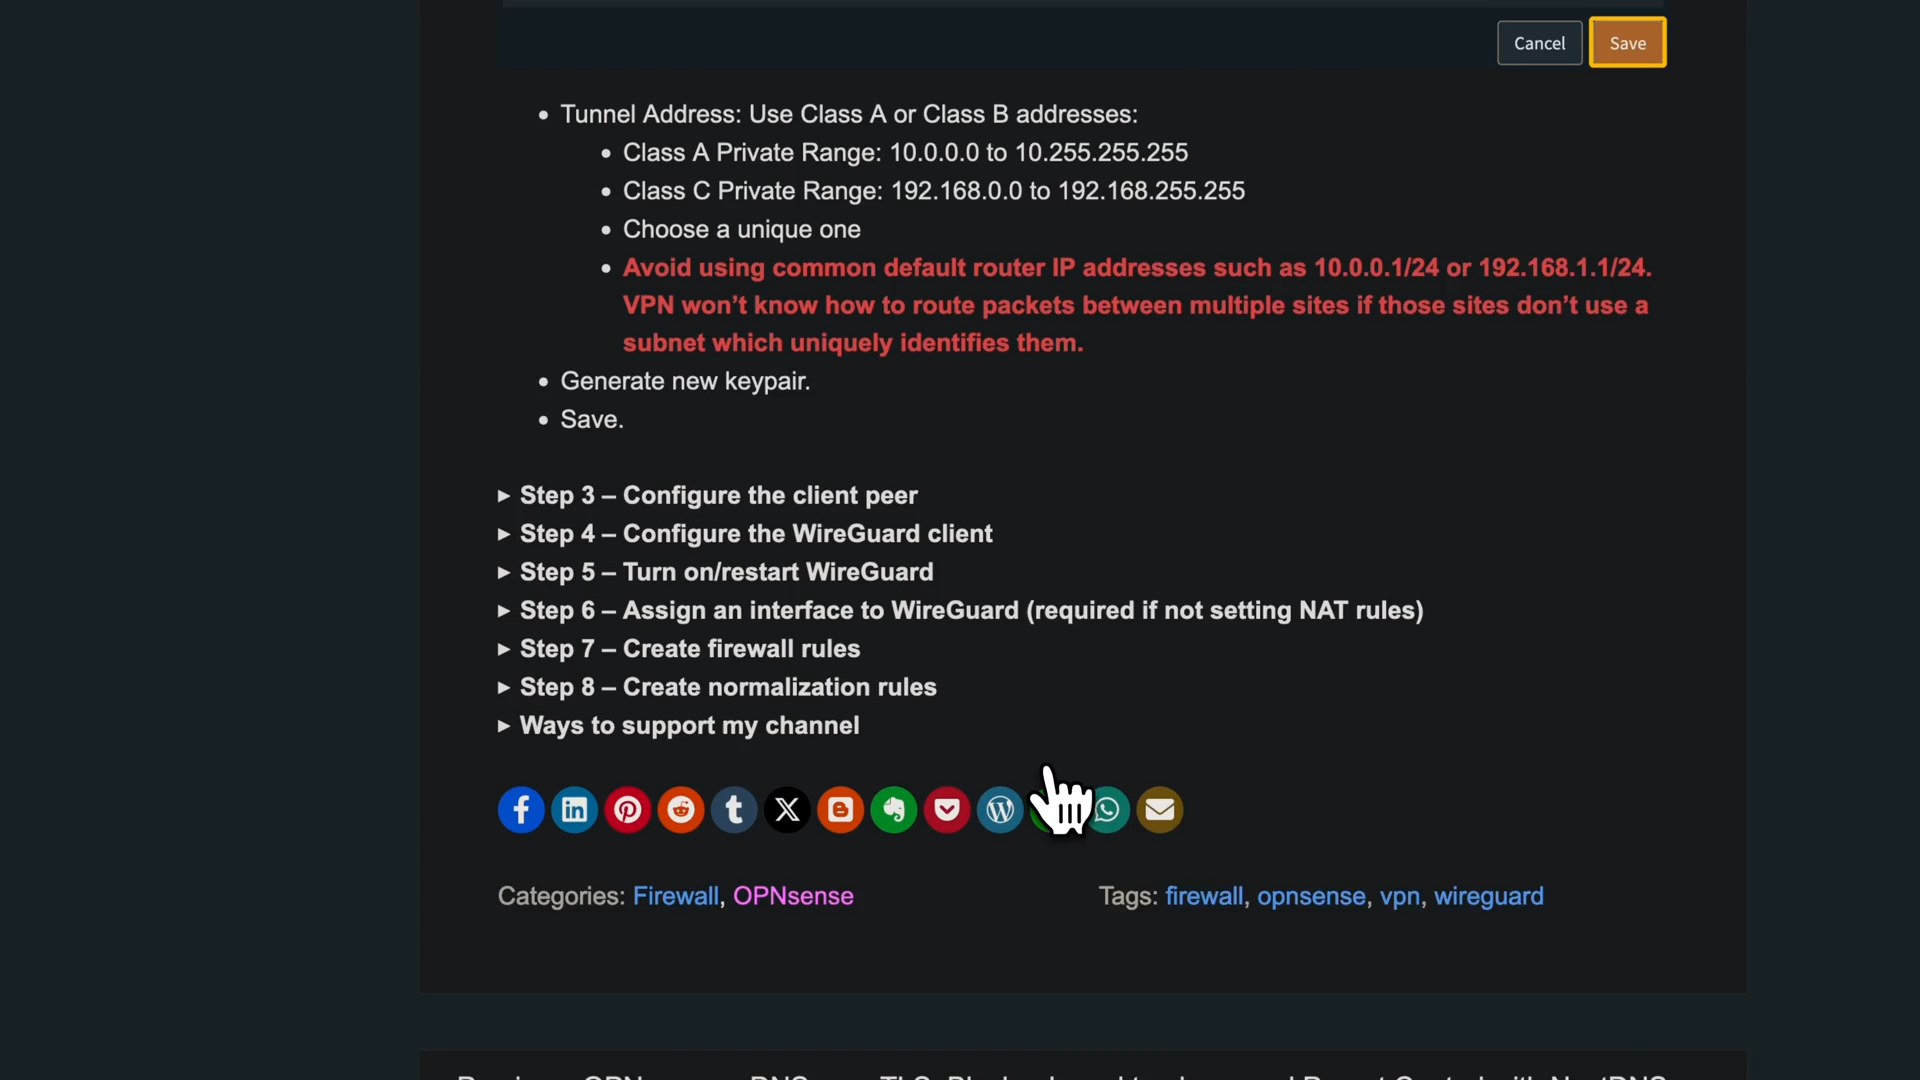 Cancel Save
Tunnel Address: Use Class A or Class B addresses:
Class A Private Range: 10.0.0.0 to 10.255.255.255
Class C Private Range: 192.168.0.0 to 192.168.255.255
Choose a unique one
Avoid using common default router IP addresses such as 10.0.0.1/24 or 192.168.1.1/24.
VPN won’t know how to route packets between multiple sites if those sites don’t use a
subnet which uniquely identifies them.
Generate new keypair.
Save.
Step 3 – Configure the client peer
Step 4 – Configure the WireGuard client
Step 5 – Turn on/restart WireGuard
Step 6 – Assign an interface to WireGuard (required if not setting NAT rules)
Step 7 – Create firewall rules
Step 8 – Create normalization rules
Ways to support my channel
Categories: Firewall, OPNsense
Tags: firewall, opnsense, vpn, wireguard